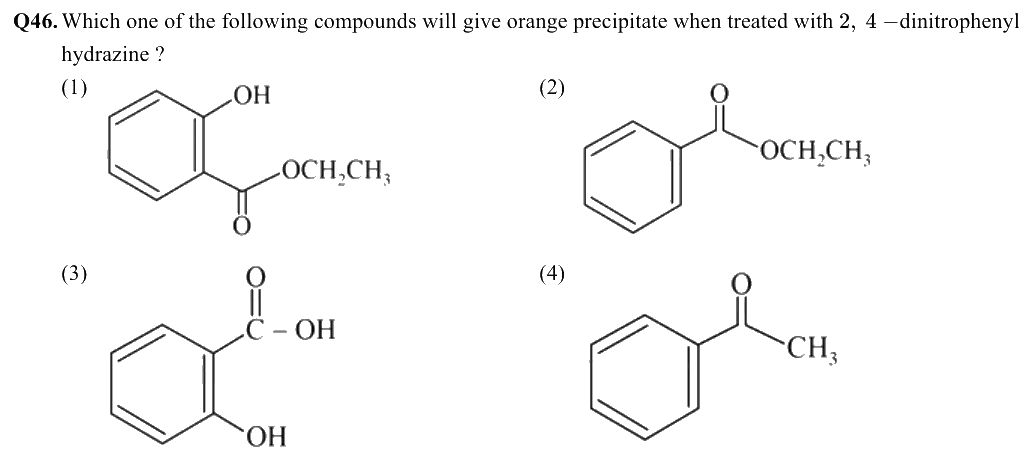 Q46. Which one of the following compounds will give orange precipitate when treated with 2, 4 −dinitrophenyl
hydrazine ?
(1)
OH
OCH₂CH₃
O
(2)
O
OCH₂CH₃
(3)
O
C – OH
OH
(4)
O
CH₃